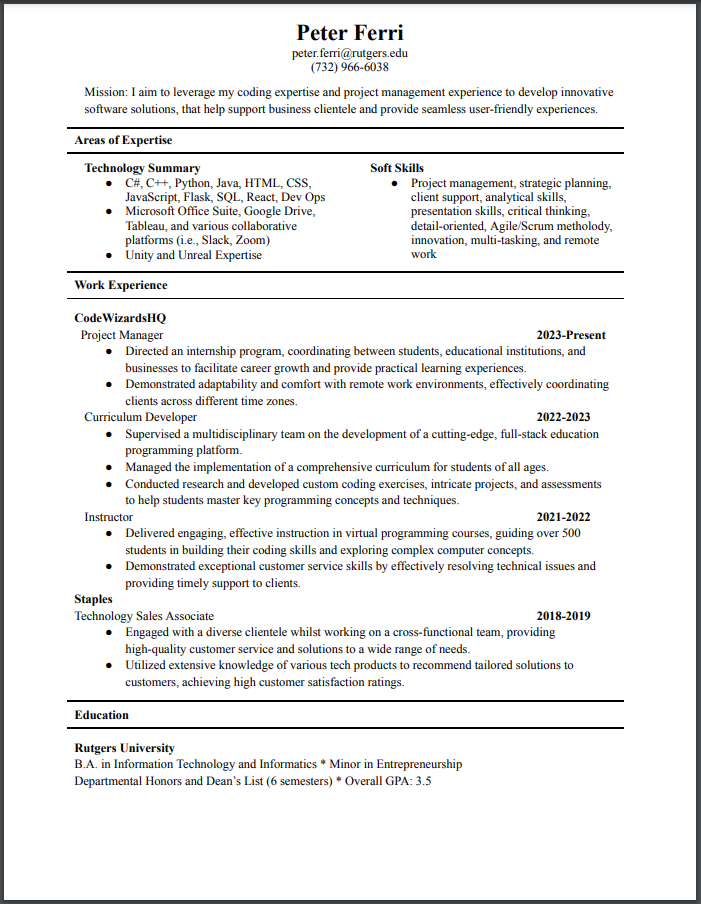 Peter Ferri
peter.ferri@rutgers.edu
(732) 966-6038
Mission: I aim to leverage my coding expertise and project management experience to develop innovative
software solutions, that help support business clientele and provide seamless user-friendly experiences.
Areas of Expertise
Technology Summary
● C#, C++, Python, Java, HTML, CSS,
JavaScript, Flask, SQL, React, Dev Ops
● Microsoft Office Suite, Google Drive,
Tableau, and various collaborative
platforms (i.e., Slack, Zoom)
● Unity and Unreal Expertise
Soft Skills
● Project management, strategic planning,
client support, analytical skills,
presentation skills, critical thinking,
detail-oriented, Agile/Scrum metholody,
innovation, multi-tasking, and remote
work
Work Experience
CodeWizardsHQ
Project Manager 2023-Present
● Directed an internship program, coordinating between students, educational institutions, and
businesses to facilitate career growth and provide practical learning experiences.
● Demonstrated adaptability and comfort with remote work environments, effectively coordinating
clients across different time zones.
Curriculum Developer 2022-2023
● Supervised a multidisciplinary team on the development of a cutting-edge, full-stack education
programming platform.
● Managed the implementation of a comprehensive curriculum for students of all ages.
● Conducted research and developed custom coding exercises, intricate projects, and assessments
to help students master key programming concepts and techniques.
Instructor 2021-2022
● Delivered engaging, effective instruction in virtual programming courses, guiding over 500
students in building their coding skills and exploring complex computer concepts.
● Demonstrated exceptional customer service skills by effectively resolving technical issues and
providing timely support to clients.
Staples
Technology Sales Associate 2018-2019
● Engaged with a diverse clientele whilst working on a cross-functional team, providing
high-quality customer service and solutions to a wide range of needs.
● Utilized extensive knowledge of various tech products to recommend tailored solutions to
customers, achieving high customer satisfaction ratings.
Education
Rutgers University
B.A. in Information Technology and Informatics * Minor in Entrepreneurship
Departmental Honors and Dean's List (6 semesters) * Overall GPA: 3.5